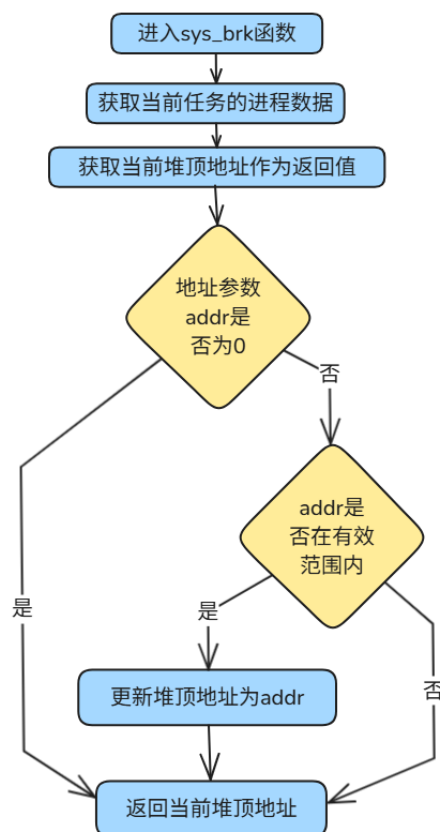 进入sys_brk函数
获取当前任务的进程数据
获取当前堆顶地址作为返回值
地址参数
addr是
否为0
否
addr是
否在有效
范围内
是
是
更新堆顶地址为addr
否
返回当前堆顶地址